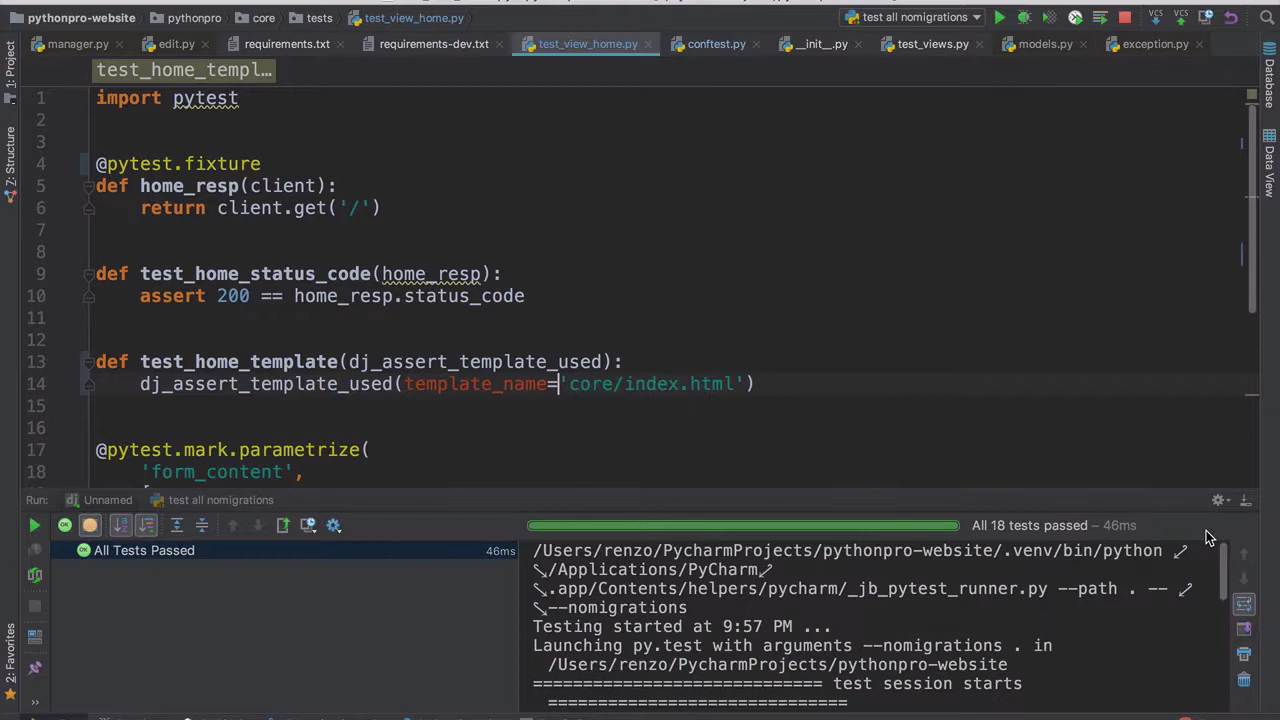 pythonpro-website pythonpro core tests test_view_home.py test all nomigrations
manager.py edit.py requirements.txt requirements-dev.txt test_view_home.py conftest.py __init__.py test_views.py models.py exception.py
1: Project
Z: Structure
2: Favorites
Database
Data View
test_home_templ…
1 import pytest
2
3
4 @pytest.fixture
5 def home_resp(client):
6 return client.get('/')
7
8
9 def test_home_status_code(home_resp):
10 assert 200 == home_resp.status_code
11
12
13 def test_home_template(dj_assert_template_used):
14 dj_assert_template_used(template_name='core/index.html')
15
16
17 @pytest.mark.parametrize(
18 'form_content',
[
Run: Unnamed test all nomigrations
All 18 tests passed – 46ms
All Tests Passed 46ms
/Users/renzo/PycharmProjects/pythonpro-website/.venv/bin/python
/Applications/PyCharm
.app/Contents/helpers/pycharm/_jb_pytest_runner.py --path . --
--nomigrations
Testing started at 9:57 PM ...
Launching py.test with arguments --nomigrations . in
/Users/renzo/PycharmProjects/pythonpro-website
============================ test session starts
=============================